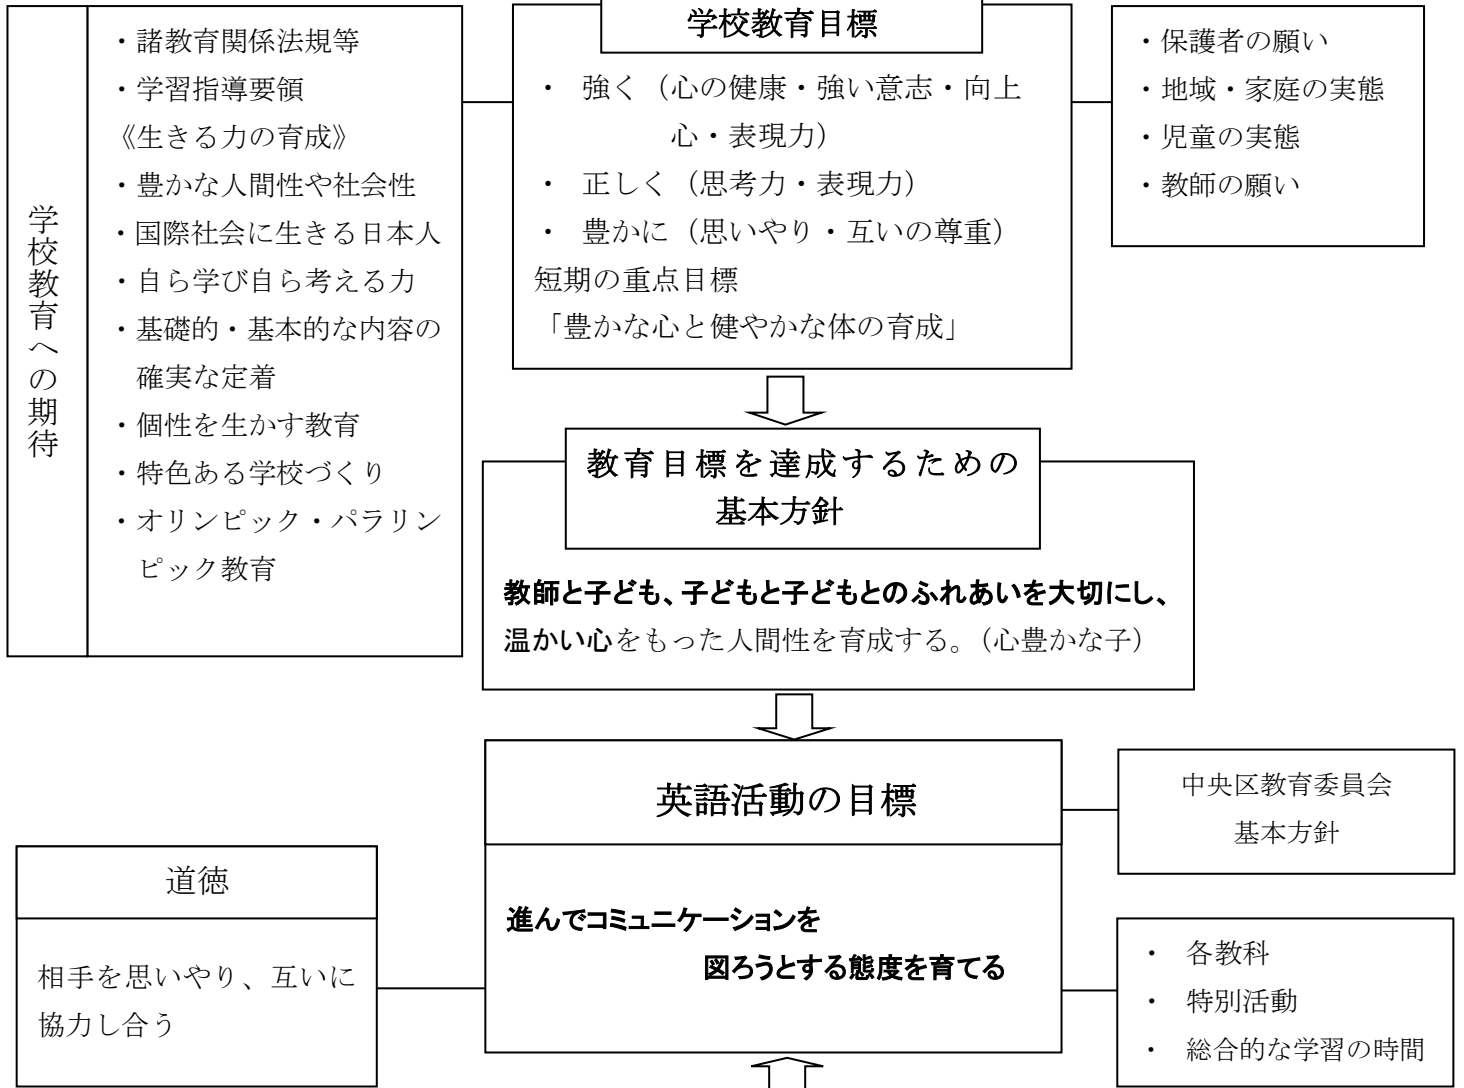 学校教育への期待
・諸教育関係法規等
・学習指導要領
《生きる力の育成》
・豊かな人間性や社会性
・国際社会に生きる日本人
・自ら学び自ら考える力
・基礎的・基本的な内容の
確実な定着
・個性を生かす教育
・特色ある学校づくり
・オリンピック・パラリン
ピック教育
学校教育目標
・ 強く（心の健康・強い意志・向上
心・表現力）
・ 正しく（思考力・表現力）
・ 豊かに（思いやり・互いの尊重）
短期の重点目標
「豊かな心と健やかな体の育成」
・保護者の願い
・地域・家庭の実態
・児童の実態
・教師の願い
教育目標を達成するための
基本方針
教師と子ども、子どもと子どもとのふれあいを大切にし、
温かい心をもった人間性を育成する。（心豊かな子）
英語活動の目標
進んでコミュニケーションを
図ろうとする態度を育てる
中央区教育委員会
基本方針
道徳
相手を思いやり、互いに
協力し合う
・ 各教科
・ 特別活動
・ 総合的な学習の時間